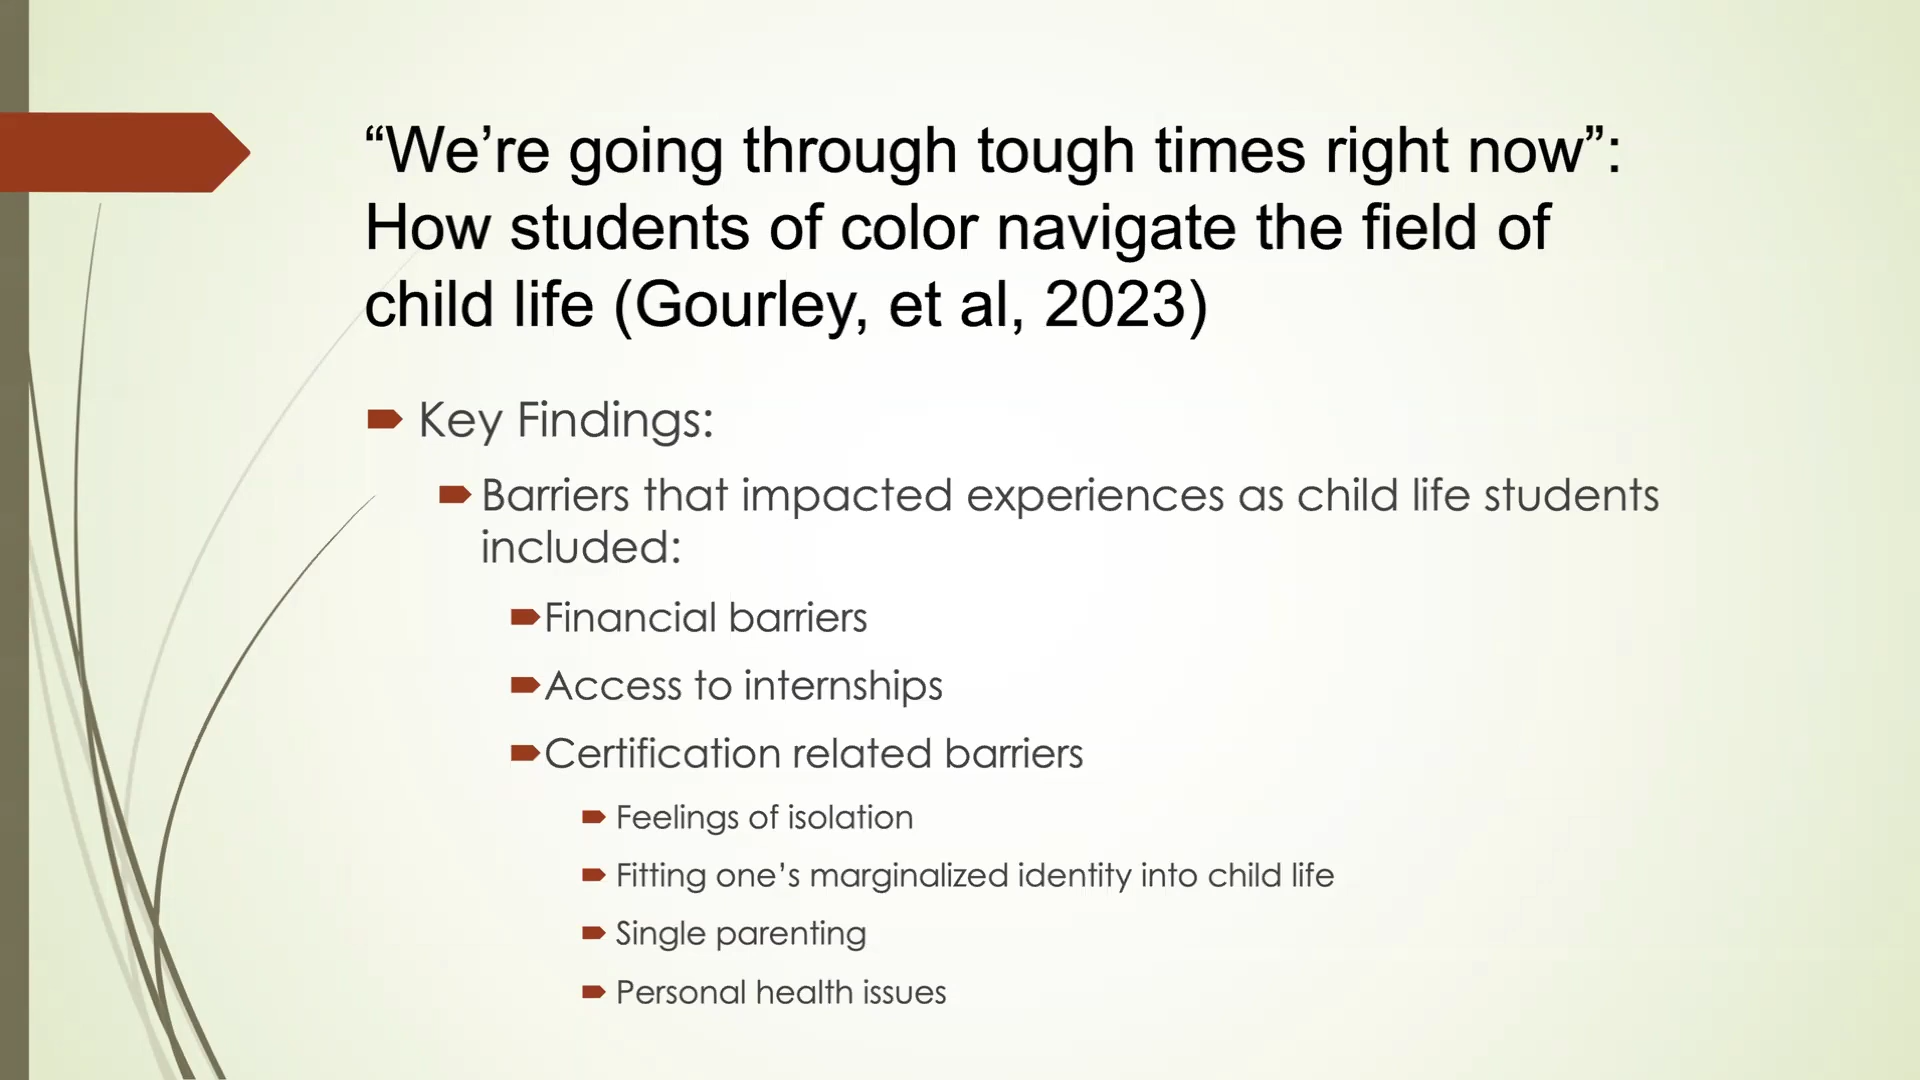 “We’re going through tough times right now”:
How students of color navigate the field of
child life (Gourley, et al, 2023)
Key Findings:
Barriers that impacted experiences as child life students
included:
Financial barriers
Access to internships
Certification related barriers
Feelings of isolation
Fitting one’s marginalized identity into child life
Single parenting
Personal health issues